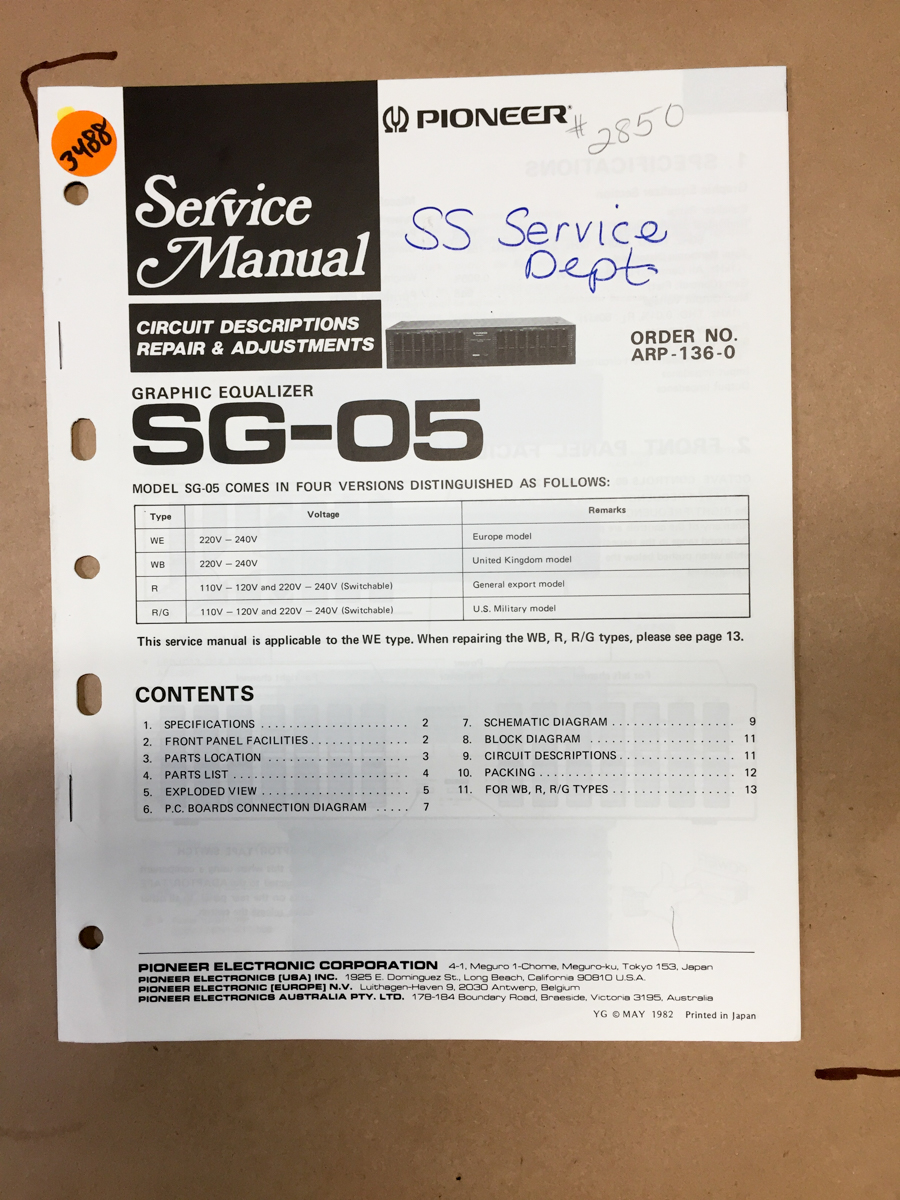 3488
PIONEER
# 2850
Service
Manual
SS Service
Dept
CIRCUIT DESCRIPTIONS
REPAIR & ADJUSTMENTS
ORDER NO.
ARP-136-0
GRAPHIC EQUALIZER
SG-05
MODEL SG-05 COMES IN FOUR VERSIONS DISTINGUISHED AS FOLLOWS:
Type Voltage Remarks
WE 220V – 240V Europe model
WB 220V – 240V United Kingdom model
R 110V – 120V and 220V – 240V (Switchable) General export model
R/G 110V – 120V and 220V – 240V (Switchable) U.S. Military model
This service manual is applicable to the WE type. When repairing the WB, R, R/G types, please see page 13.
CONTENTS
1. SPECIFICATIONS . . . . . . . . . . . . . . . . . . . . . 2
2. FRONT PANEL FACILITIES . . . . . . . . . . . . . . 2
3. PARTS LOCATION . . . . . . . . . . . . . . . . . . . . 3
4. PARTS LIST . . . . . . . . . . . . . . . . . . . . . . . . . 4
5. EXPLODED VIEW . . . . . . . . . . . . . . . . . . . . . 5
6. P.C. BOARDS CONNECTION DIAGRAM . . . . . 7
7. SCHEMATIC DIAGRAM . . . . . . . . . . . . . . . . . 9
8. BLOCK DIAGRAM . . . . . . . . . . . . . . . . . . . . 11
9. CIRCUIT DESCRIPTIONS . . . . . . . . . . . . . . . . 11
10. PACKING . . . . . . . . . . . . . . . . . . . . . . . . . . . 12
11. FOR WB, R, R/G TYPES . . . . . . . . . . . . . . . . . 13
PIONEER ELECTRONIC CORPORATION 4-1, Meguro 1-Chome, Meguro-ku, Tokyo 153, Japan
PIONEER ELECTRONICS [USA] INC. 1925 E. Dominguez St., Long Beach, California 90810 U.S.A.
PIONEER ELECTRONIC [EUROPE] N.V. Luithagen-Haven 9, 2030 Antwerp, Belgium
PIONEER ELECTRONICS AUSTRALIA PTY. LTD. 178-184 Boundary Road, Braeside, Victoria 3195, Australia
YG © MAY 1982 Printed in Japan